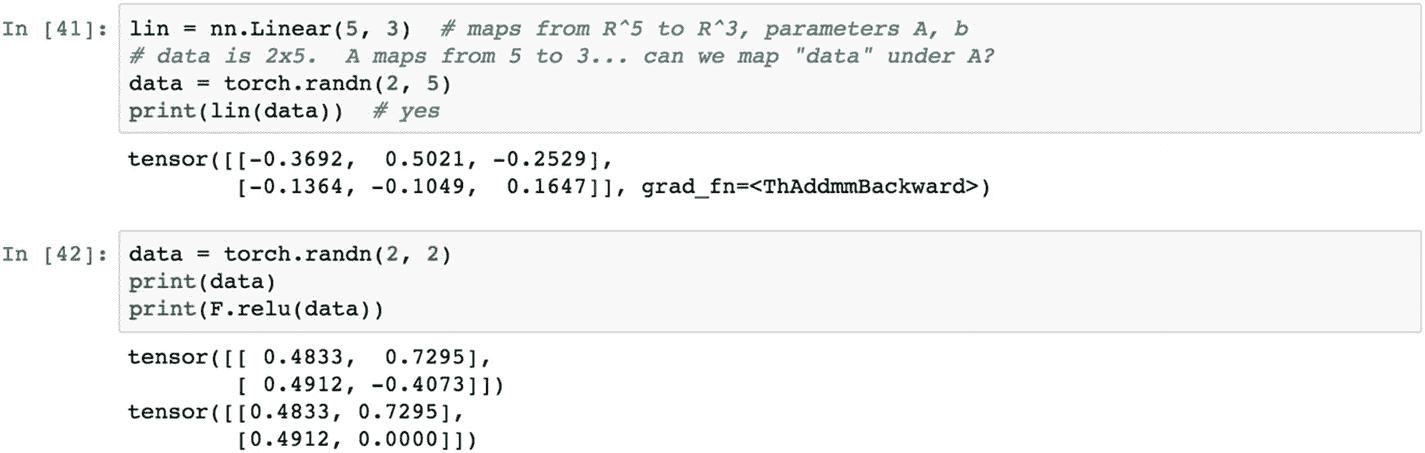 In [41]: lin = nn.Linear(5, 3)  # maps from R^5 to R^3, parameters A, b
# data is 2x5.  A maps from 5 to 3... can we map "data" under A?
data = torch.randn(2, 5)
print(lin(data))  # yes
tensor([[-0.3692,  0.5021, -0.2529],
        [-0.1364, -0.1049,  0.1647]], grad_fn=<ThAddmmBackward>)
In [42]: data = torch.randn(2, 2)
print(data)
print(F.relu(data))
tensor([[ 0.4833,  0.7295],
        [ 0.4912, -0.4073]])
tensor([[0.4833, 0.7295],
        [0.4912, 0.0000]])